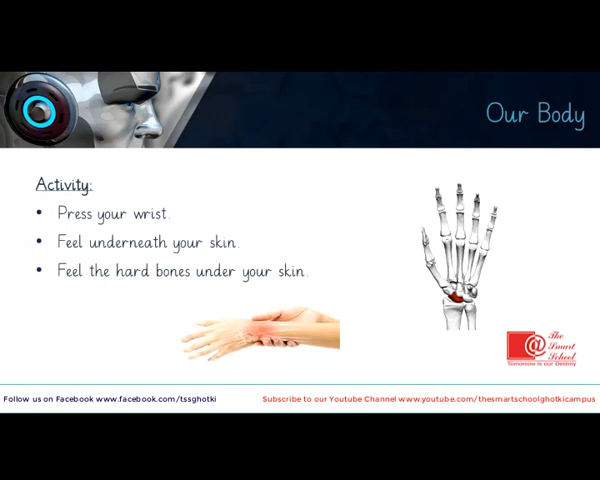 Our Body
Activity:
• Press your wrist.
• Feel underneath your skin.
• Feel the hard bones under your skin.
@ The
Smart
School
Tomorrow is our Destiny
Follow us on Facebook www.facebook.com/tssghotki
Subscribe to our Youtube Channel www.youtube.com/thesmartschoolghotkicampus